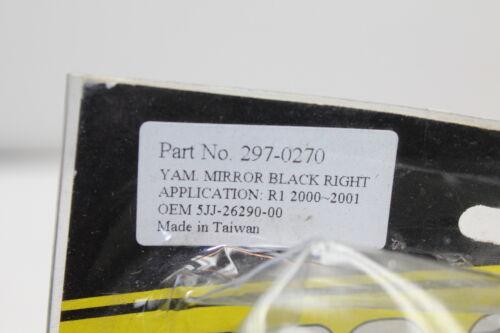 Part No. 297-0270
YAM. MIRROR BLACK RIGHT
APPLICATION: R1 2000~2001
OEM 5JJ-26290-00
Made in Taiwan